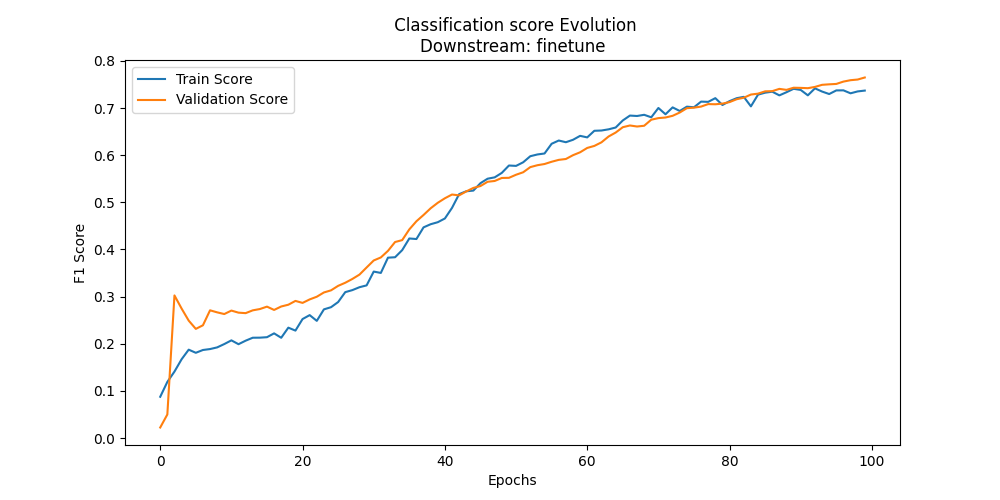 Classification score Evolution
Downstream: finetune
Train Score
Validation Score
F1 Score
0.8
0.7
0.6
0.5
0.4
0.3
0.2
0.1
0.0
0
20
40
60
80
100
Epochs